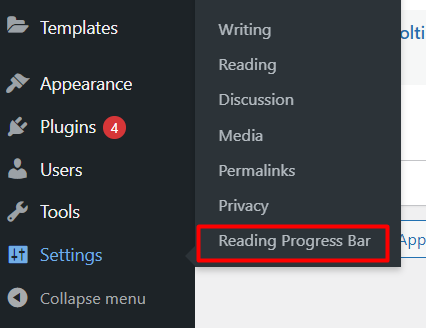 Templates
Appearance
Plugins 4
Users
Tools
Settings
Collapse menu
Writing
Reading
Discussion
Media
Permalinks
Privacy
Reading Progress Bar
olti
App